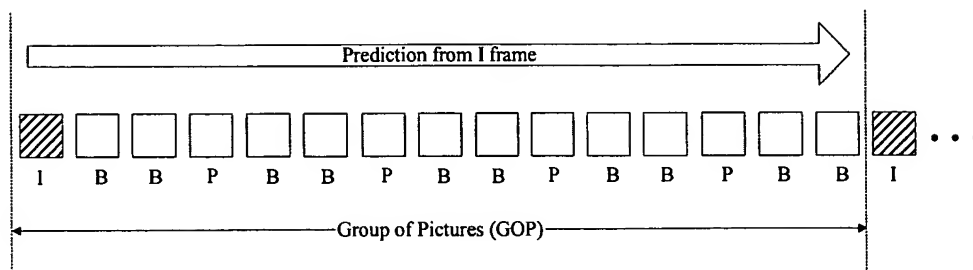 Prediction from I frame
I B B P B B P B B P B B P B B I
Group of Pictures (GOP)